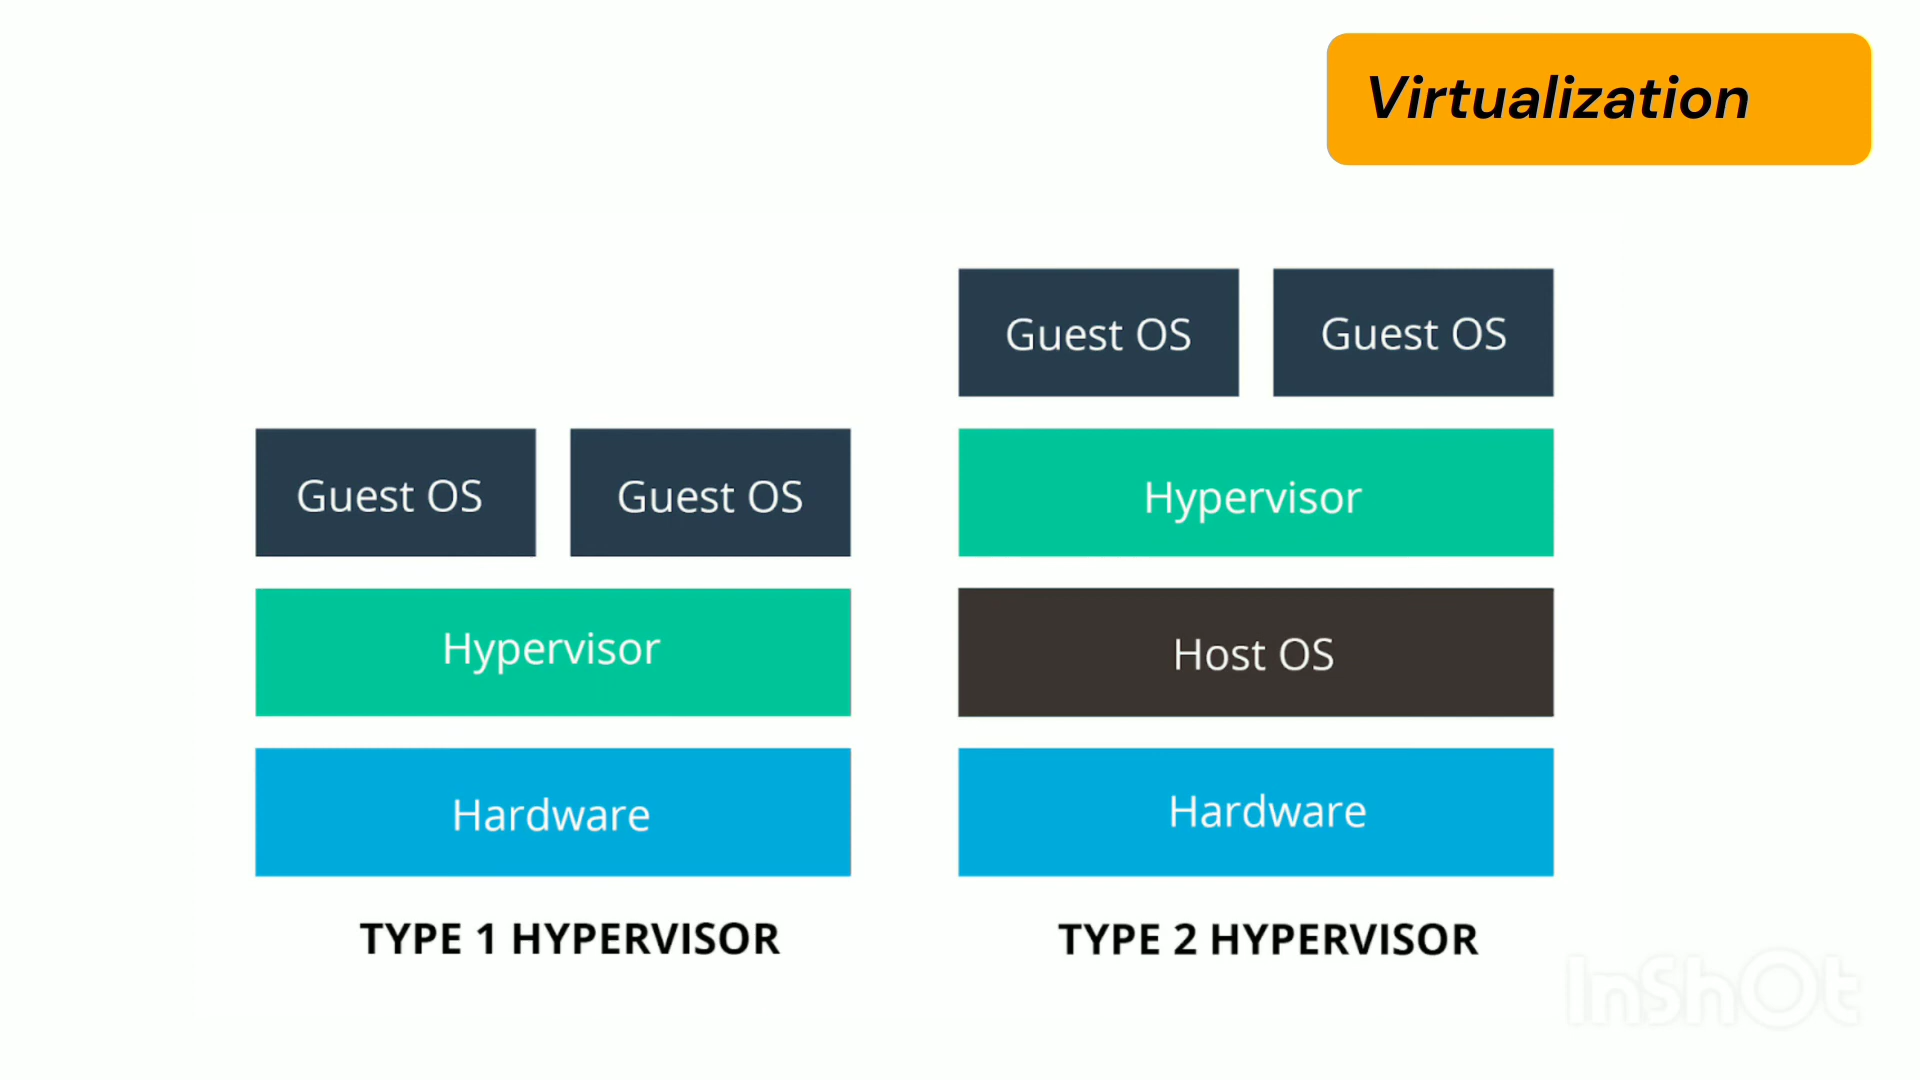 Virtualization
Guest OS
Guest OS
Hypervisor
Hardware
TYPE 1 HYPERVISOR
Guest OS
Guest OS
Hypervisor
Host OS
Hardware
TYPE 2 HYPERVISOR
InShOt